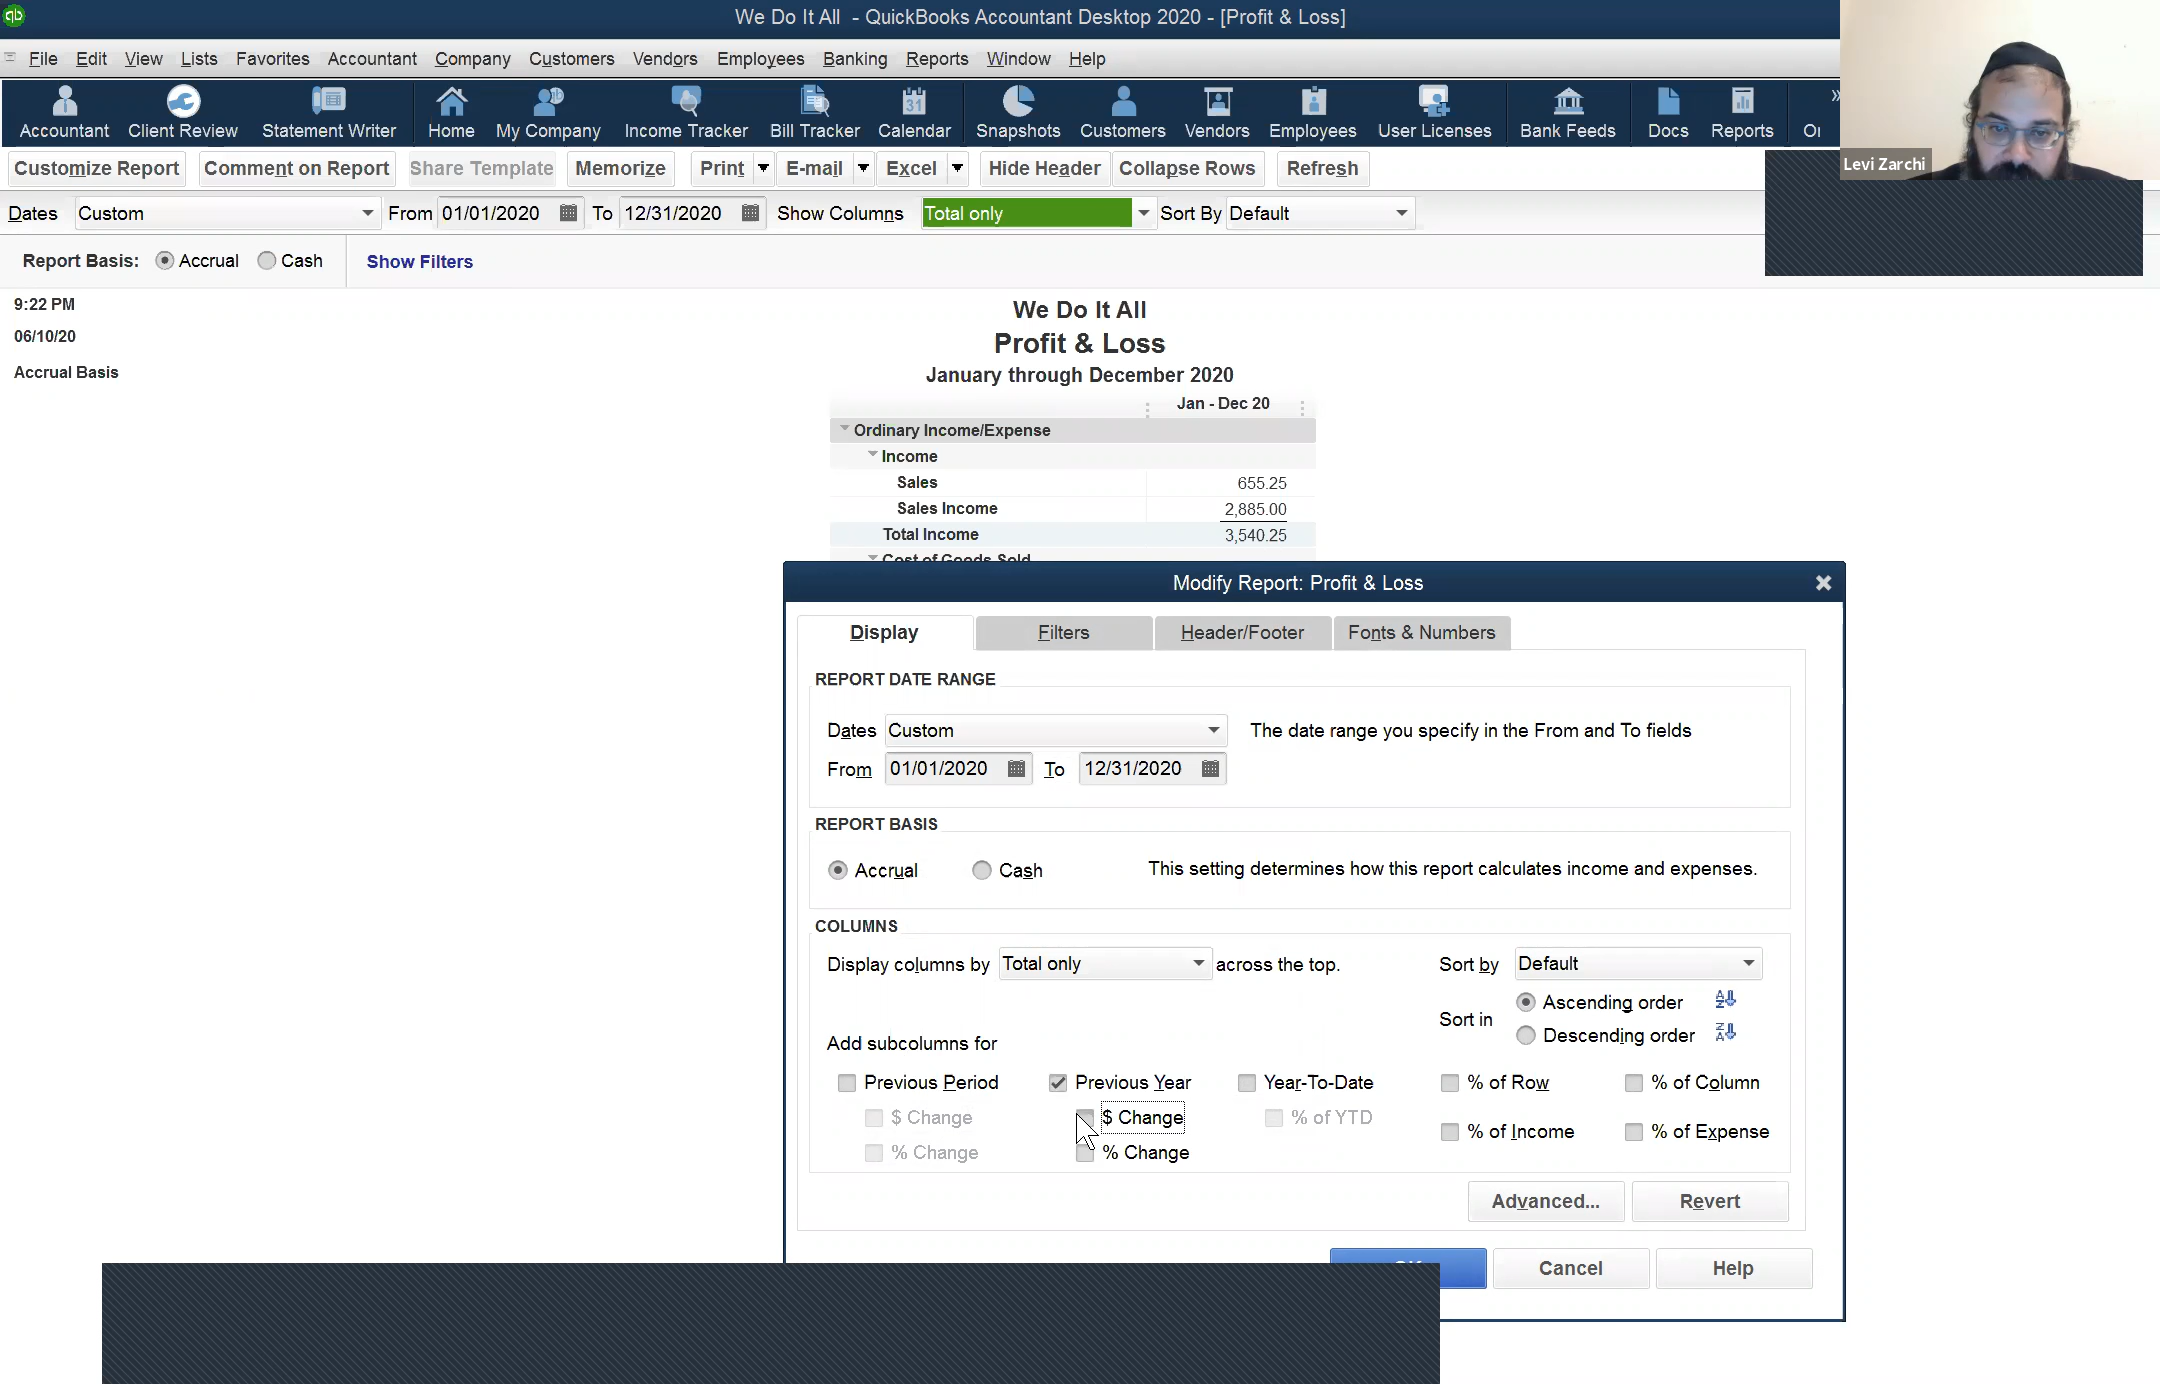 We Do It All - QuickBooks Accountant Desktop 2020 - [Profit & Loss]
File Edit View Lists Favorites Accountant Company Customers Vendors Employees Banking Reports Window Help
Accountant Client Review Statement Writer Home My Company Income Tracker Bill Tracker Calendar Snapshots Customers Vendors Employees User Licenses Bank Feeds Docs Reports
Levi Zarchi
Customize Report Comment on Report Share Template Memorize Print E-mail Excel Hide Header Collapse Rows Refresh
Dates Custom From 01/01/2020 To 12/31/2020 Show Columns Total only Sort By Default
Report Basis: Accrual Cash Show Filters
9:22 PM
06/10/20
Accrual Basis
We Do It All
Profit & Loss
January through December 2020
Jan - Dec 20
Ordinary Income/Expense
Income
Sales 655.25
Sales Income 2,885.00
Total Income 3,540.25
Cost of Goods Sold
Modify Report: Profit & Loss
Display Filters Header/Footer Fonts & Numbers
REPORT DATE RANGE
Dates Custom The date range you specify in the From and To fields
From 01/01/2020 To 12/31/2020
REPORT BASIS
Accrual Cash This setting determines how this report calculates income and expenses.
COLUMNS
Display columns by Total only across the top. Sort by Default
Sort in Ascending order
Descending order
Add subcolumns for
Previous Period Previous Year Year-To-Date % of Row % of Column
$ Change $ Change % of YTD % of Income % of Expense
% Change % Change
Advanced... Revert
Cancel Help